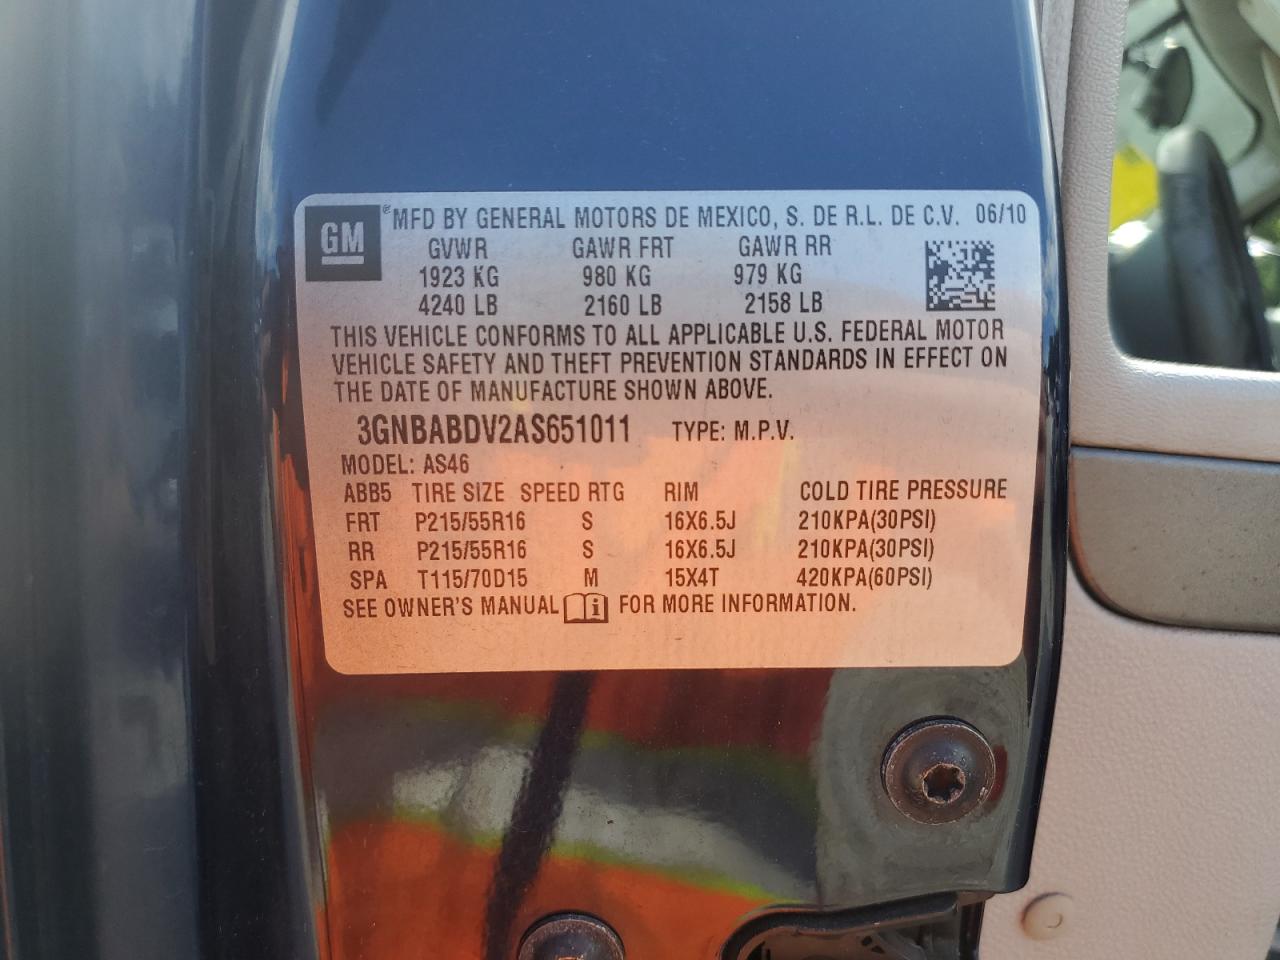 GM ® MFD BY GENERAL MOTORS DE MEXICO, S. DE R.L. DE C.V. 06/10
GVWR GAWR FRT GAWR RR
1923 KG 980 KG 979 KG
4240 LB 2160 LB 2158 LB
THIS VEHICLE CONFORMS TO ALL APPLICABLE U.S. FEDERAL MOTOR
VEHICLE SAFETY AND THEFT PREVENTION STANDARDS IN EFFECT ON
THE DATE OF MANUFACTURE SHOWN ABOVE.
3GNBABDV2AS651011 TYPE: M.P.V.
MODEL: AS46
ABB5 TIRE SIZE SPEED RTG RIM COLD TIRE PRESSURE
FRT P215/55R16 S 16X6.5J 210KPA(30PSI)
RR P215/55R16 S 16X6.5J 210KPA(30PSI)
SPA T115/70D15 M 15X4T 420KPA(60PSI)
SEE OWNER'S MANUAL FOR MORE INFORMATION.